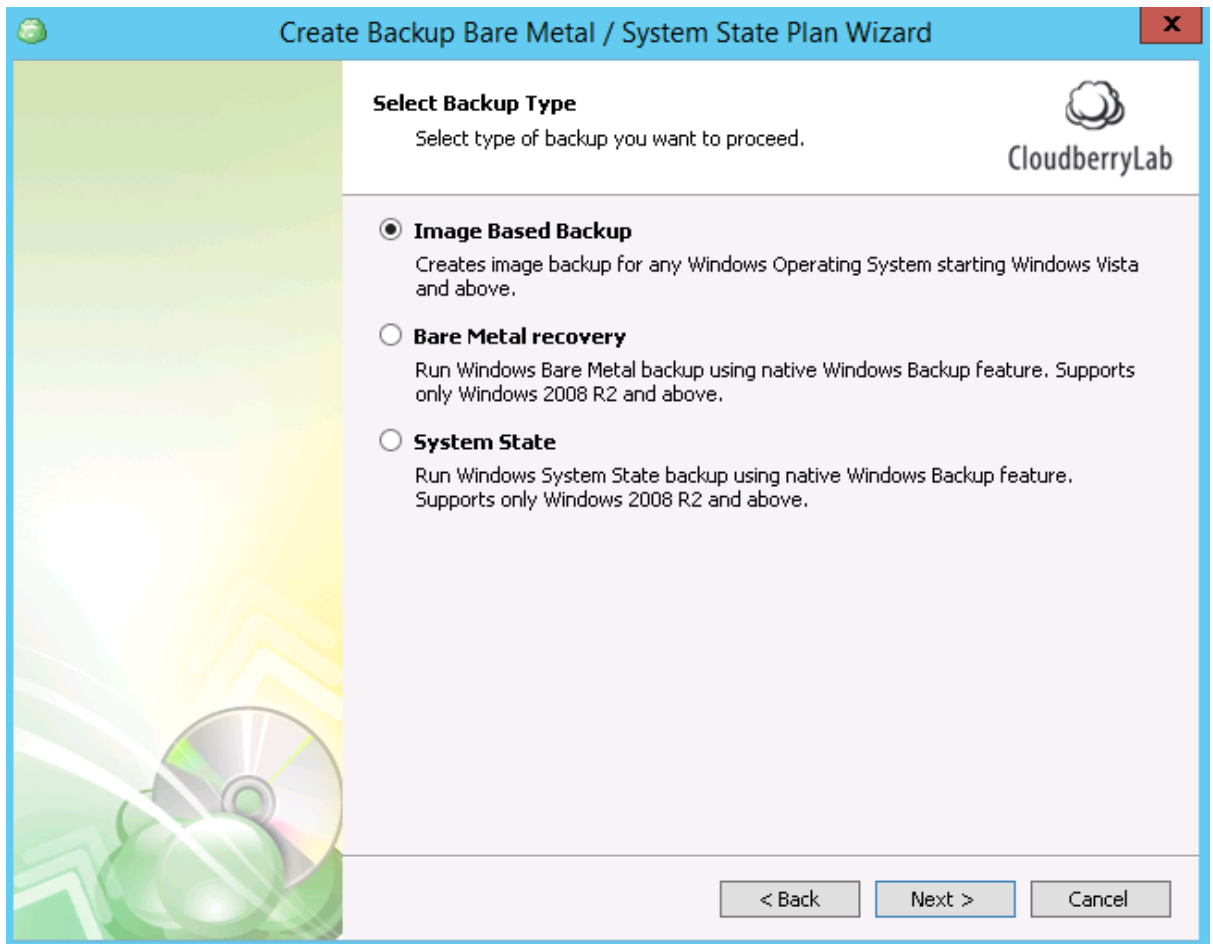 Create Backup Bare Metal / System State Plan Wizard
x
Select Backup Type
Select type of backup you want to proceed.
CloudberryLab
Image Based Backup
Creates image backup for any Windows Operating System starting Windows Vista
and above.
Bare Metal recovery
Run Windows Bare Metal backup using native Windows Backup feature. Supports
only Windows 2008 R2 and above.
System State
Run Windows System State backup using native Windows Backup feature.
Supports only Windows 2008 R2 and above.
< Back
Next >
Cancel